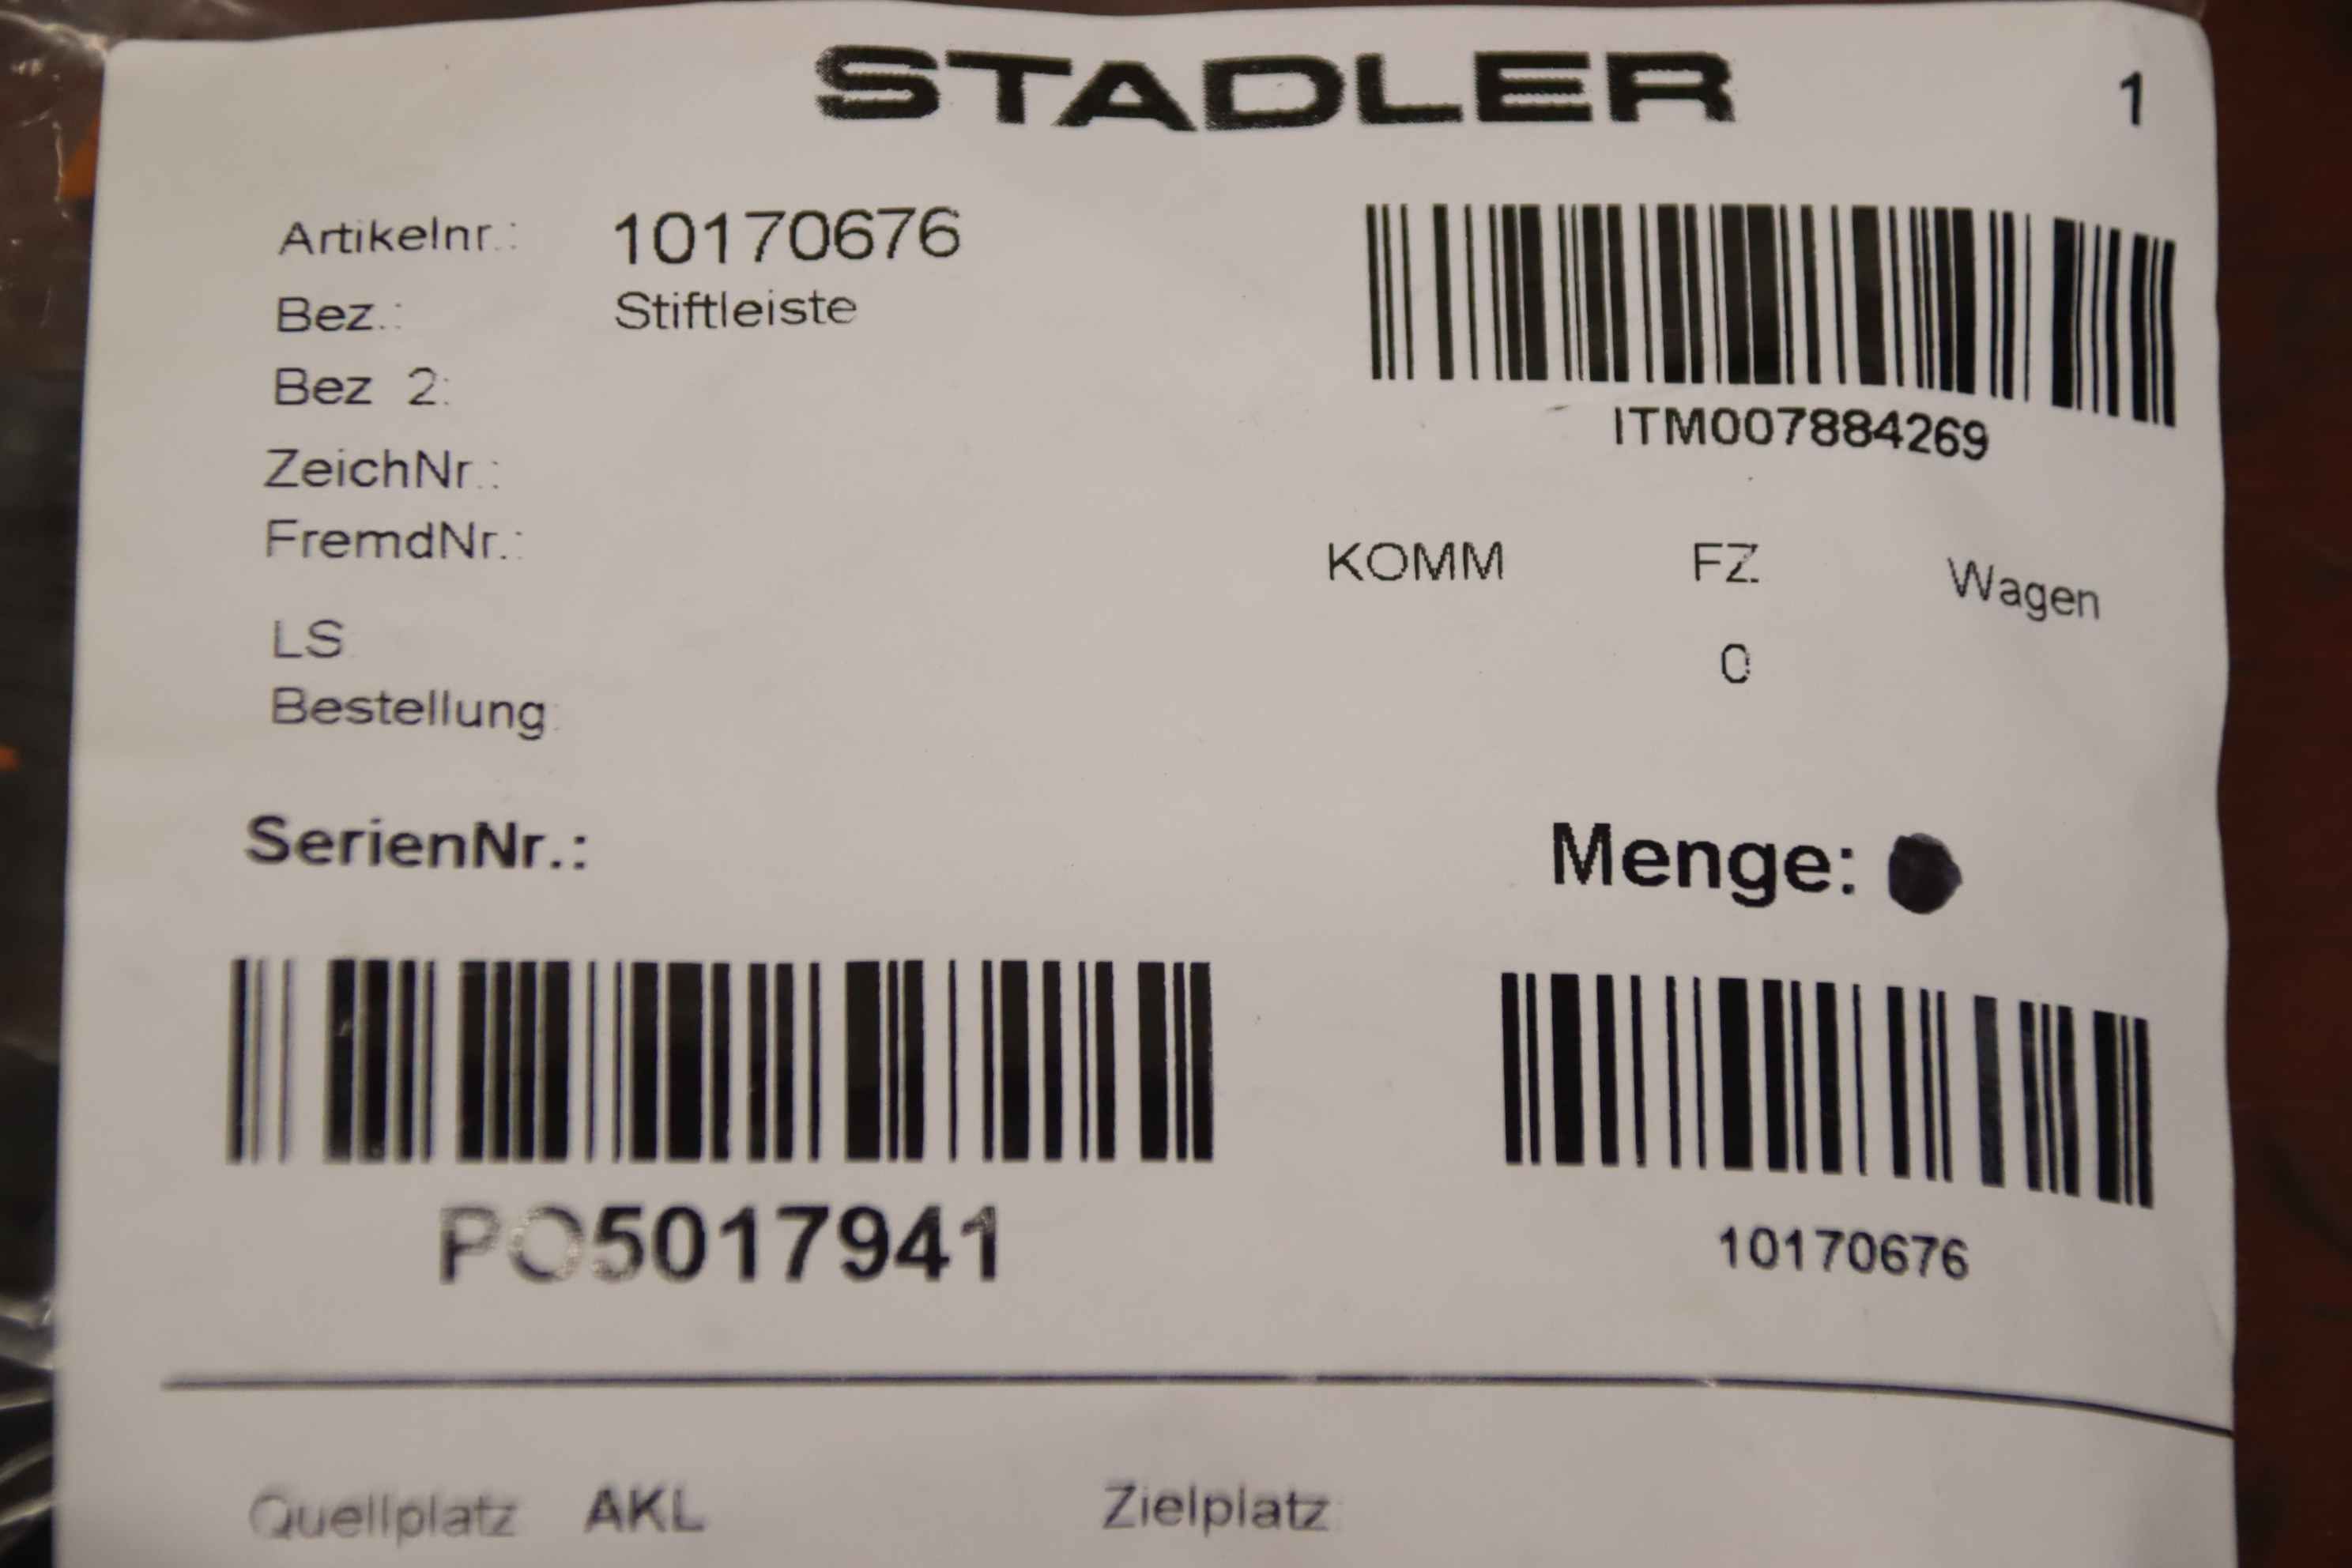 STADLER 1
Artikelnr.: 10170676
Bez.: Stiftleiste
Bez 2:
ITM007884269
ZeichNr.:
FremdNr.:
KOMM FZ. Wagen
LS
0
Bestellung:
SerienNr.:
Menge:
PO5017941
10170676
Quellplatz AKL Zielplatz: